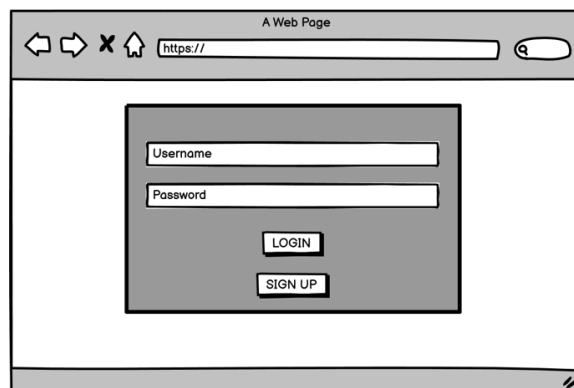 A Web Page
https://
Username
Password
LOGIN
SIGN UP